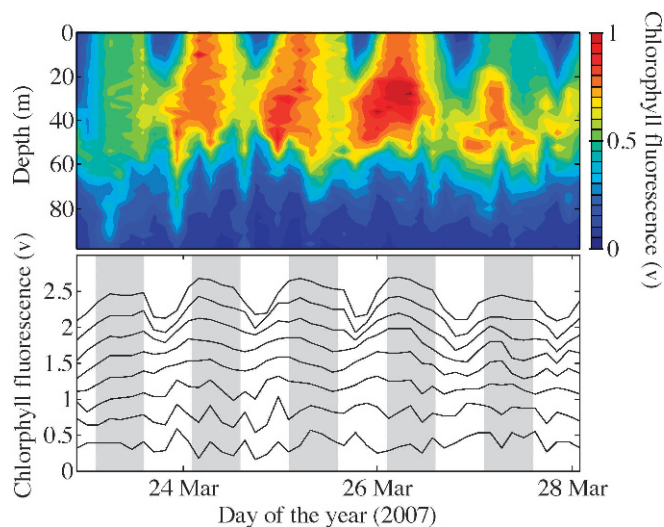 0
20
40
60
80
Depth (m)
1
0.5
0
Chlorophyll fluorescence (v)
2.5
2
1.5
1
0.5
0
Chlorphyll fluorescence (v)
24 Mar
26 Mar
28 Mar
Day of the year (2007)